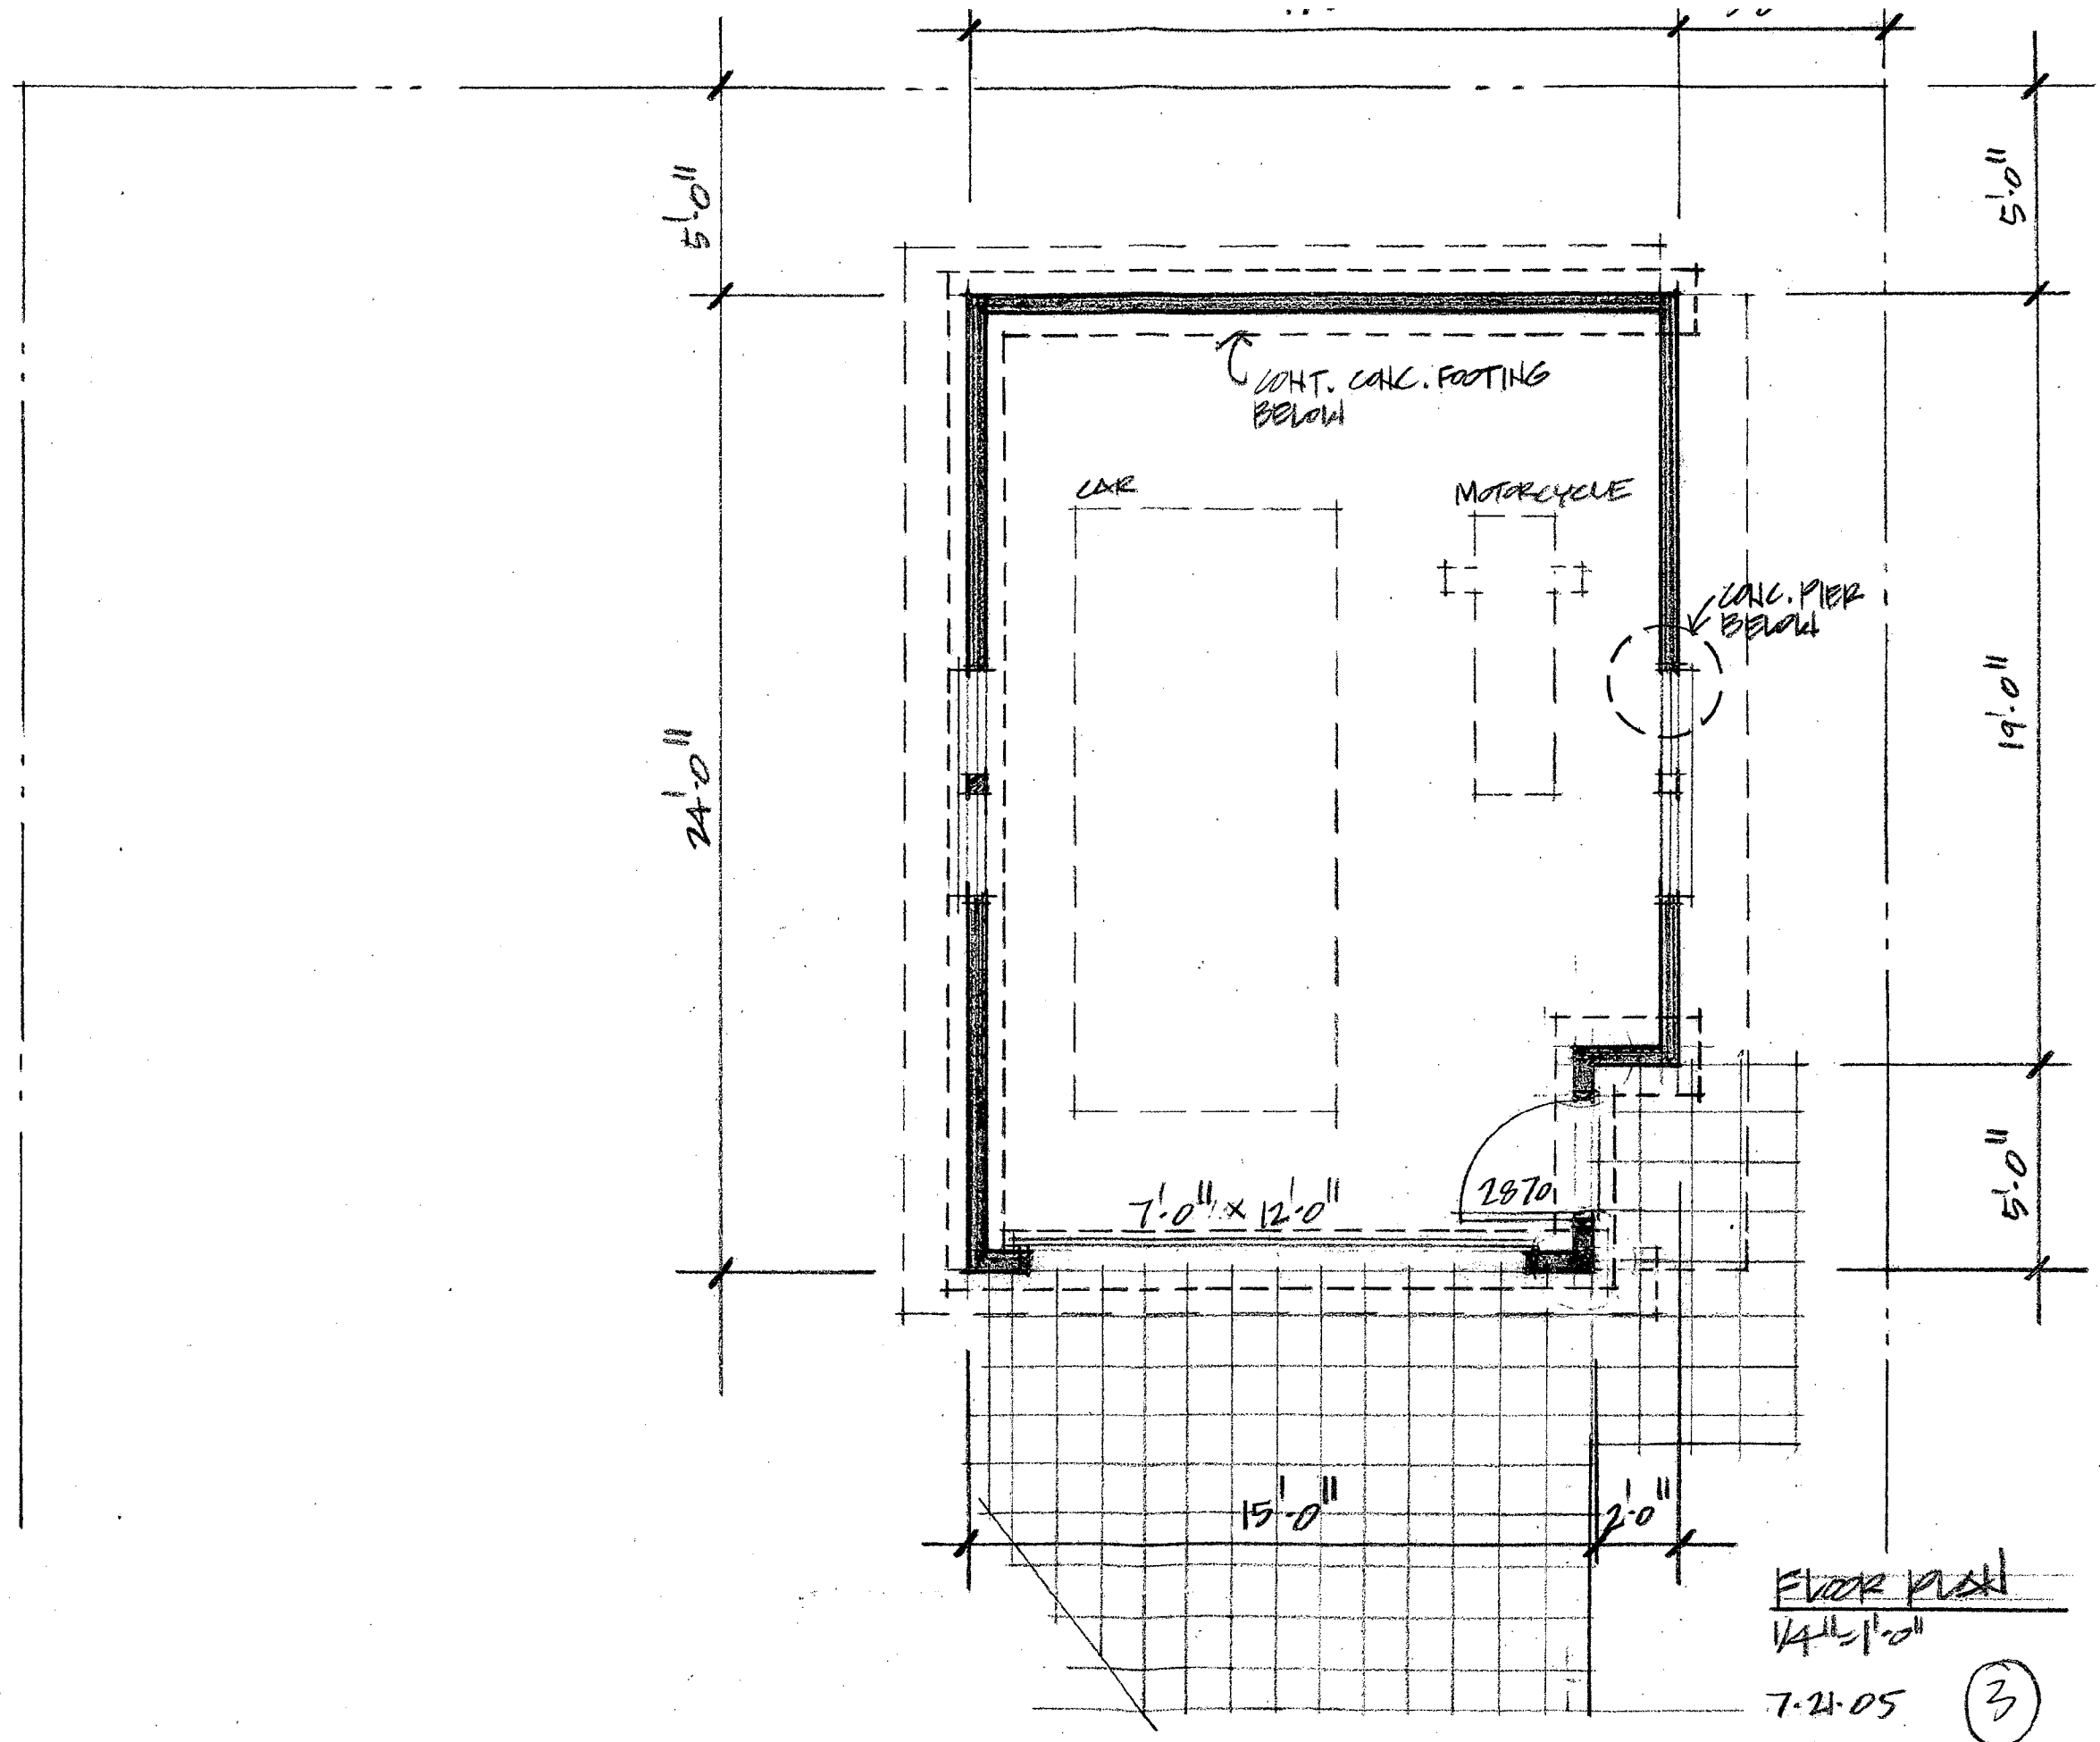 5'-0"
5'-0"
CONT. CONC. FOOTING
BELOW
CAR
MOTORCYCLE
CONC. PIER
BELOW
24'-0"
19'-0"
5'-0"
7'-0" x 12'-0"
2870
15'-0"
2'-0"
FLOOR PLAN
1/4"=1'-0"
7.21.05
3